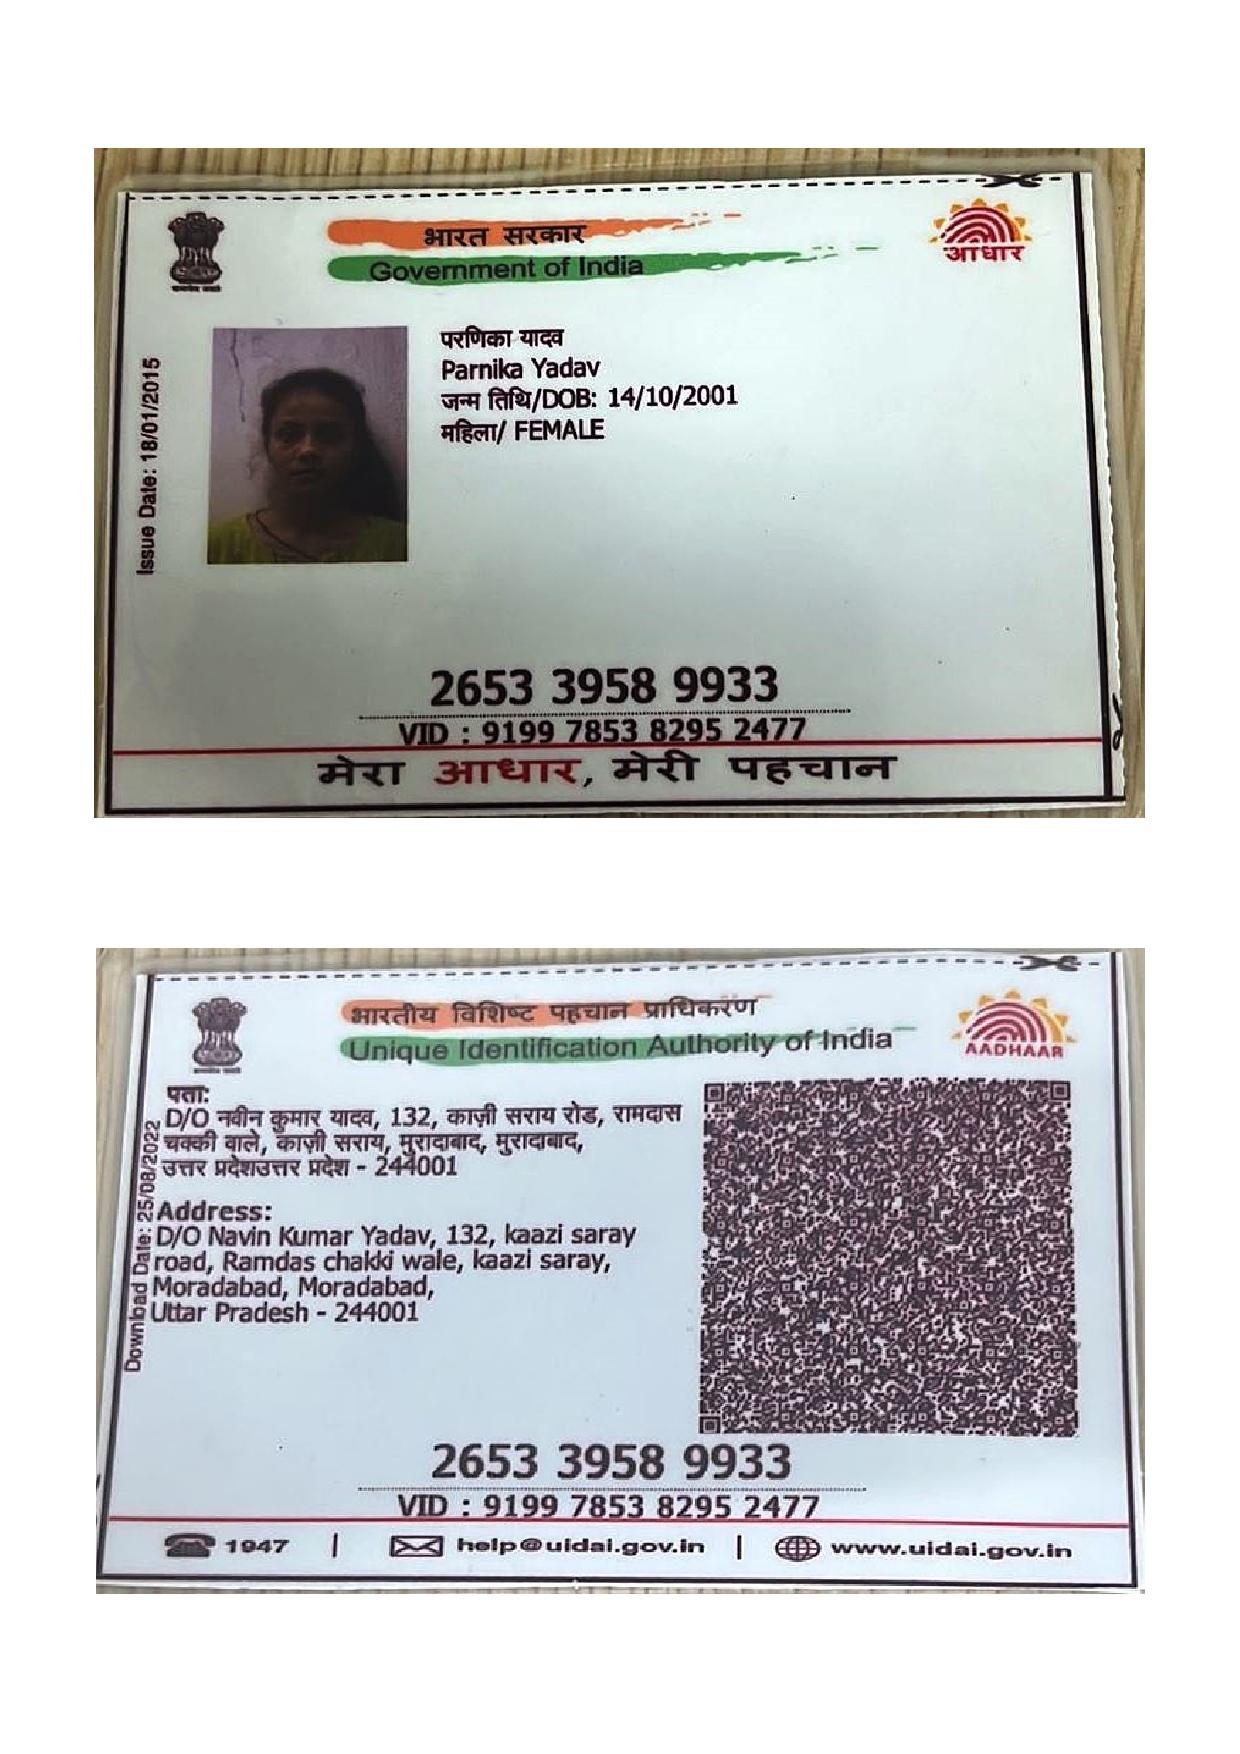 भारत सरकार
Government of India
आधार
Issue Date: 18/01/2015
परणिका यादव
Parnika Yadav
जन्म तिथि/DOB: 14/10/2001
महिला/ FEMALE
2653 3958 9933
VID : 9199 7853 8295 2477
मेरा आधार, मेरी पहचान
भारतीय विशिष्ट पहचान प्राधिकरण
Unique Identification Authority of India
AADHAAR
Download Date: 25/08/2022
पता:
D/O नवीन कुमार यादव, 132, काज़ी सराय रोड, रामदास
चक्की वाले, काज़ी सराय, मुरादाबाद, मुरादाबाद,
उत्तर प्रदेशउत्तर प्रदेश - 244001
Address:
D/O Navin Kumar Yadav, 132, kaazi saray
road, Ramdas chakki wale, kaazi saray,
Moradabad, Moradabad,
Uttar Pradesh - 244001
2653 3958 9933
VID : 9199 7853 8295 2477
1947 | help@uidai.gov.in | www.uidai.gov.in